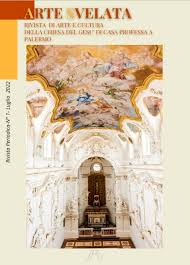 ARTE SVELATA
RIVISTA DI ARTE E CULTURA
DELLA CHIESA DEL GESU' DI CASA PROFESSA A
PALERMO
Rivista Periodica N° 1- Luglio 2022